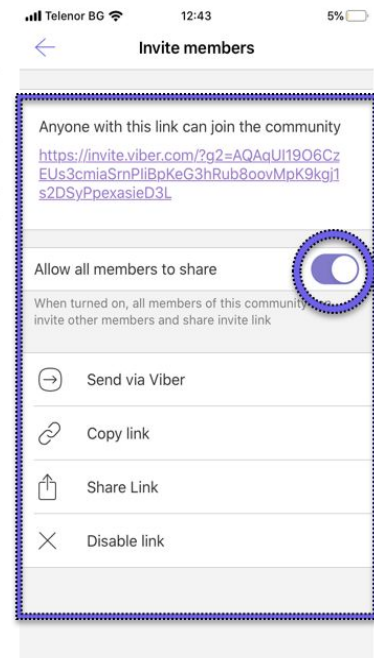 Telenor BG 12:43 5%
Invite members
Anyone with this link can join the community
https://invite.viber.com/?g2=AQAqUI19O6Cz
EUs3cmiaSrnPIiBpKeG3hRub8oovMpK9kgj1
s2DSyPpexasieD3L
Allow all members to share
When turned on, all members of this community
invite other members and share invite link
Send via Viber
Copy link
Share Link
Disable link